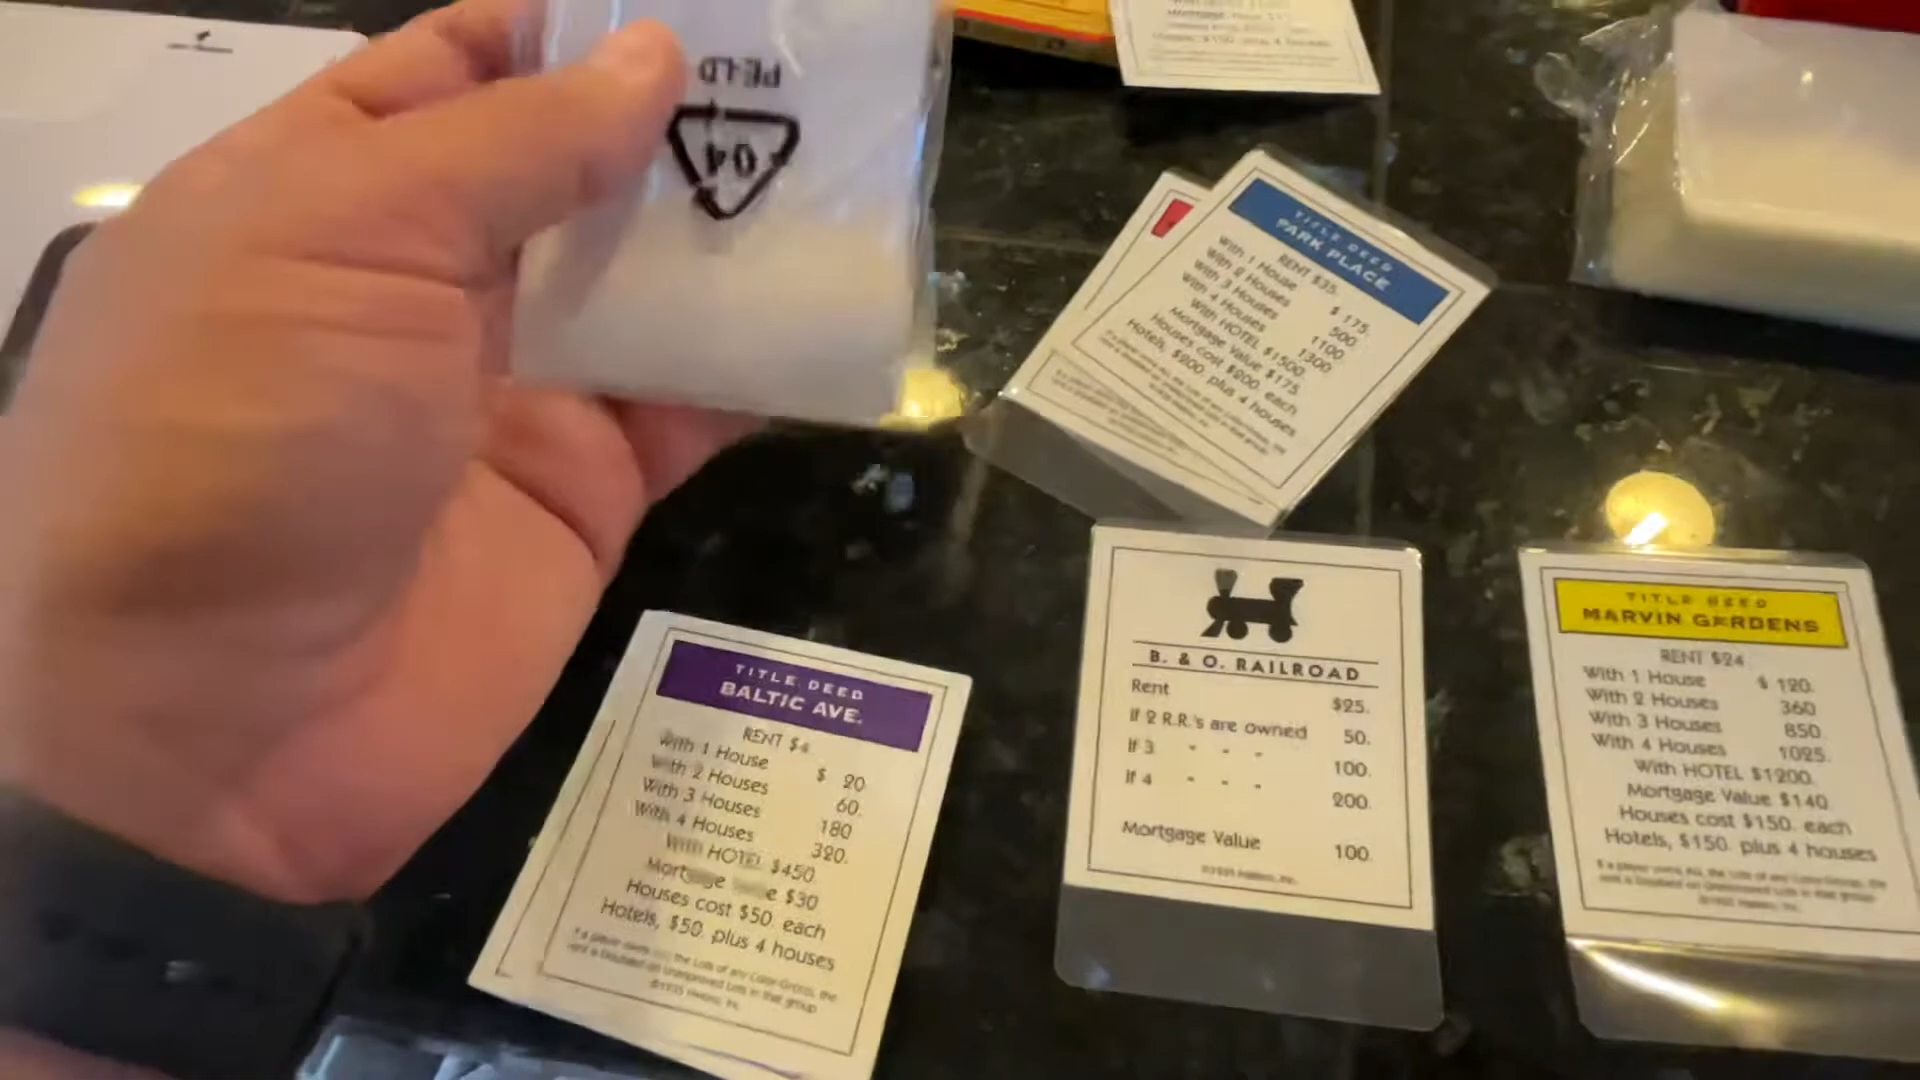 PE-LD
04
TITLE DEED
PARK PLACE
RENT $35.
With 1 House $ 175.
With 2 Houses 500
With 3 Houses 1100
With 4 Houses 1300
With HOTEL $1500.
Mortgage Value $175.
Houses cost $200. each
Hotels, $200. plus 4 houses
TITLE DEED
BALTIC AVE.
RENT $4
With 1 House $ 20
With 2 Houses 60.
With 3 Houses 180
With 4 Houses 320.
With HOTEL $450.
Mortgage $30
Houses cost $50. each
Hotels, $50. plus 4 houses
B. & O. RAILROAD
Rent $25.
If 2 R.R.'s are owned 50.
If 3 " " " 100.
If 4 " " " 200.
Mortgage Value 100.
TITLE DEED
MARVIN GARDENS
RENT $24
With 1 House $ 120.
With 2 Houses 360
With 3 Houses 850.
With 4 Houses 1025.
With HOTEL $1200.
Mortgage Value $140
Houses cost $150. each
Hotels, $150. plus 4 houses